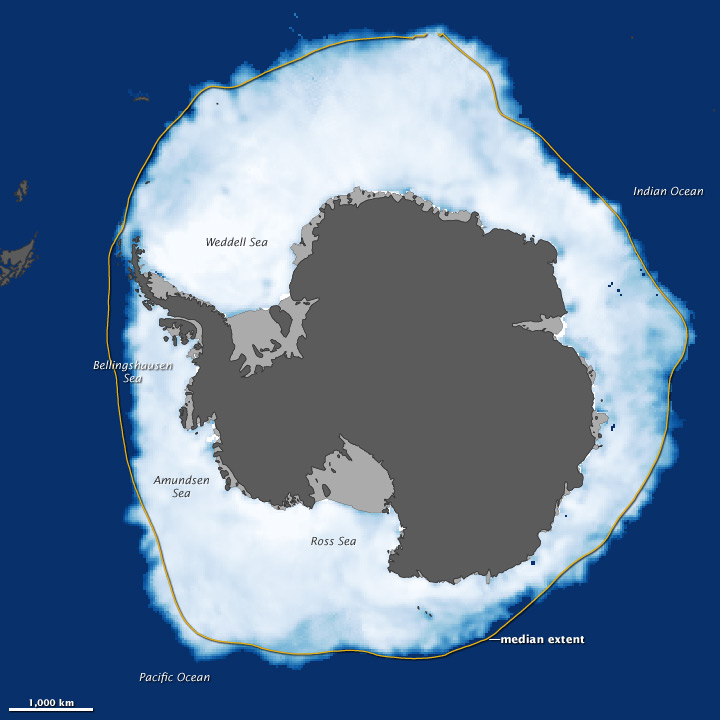 Indian Ocean
Weddell Sea
Bellingshausen
Sea
Amundsen
Sea
Ross Sea
median extent
Pacific Ocean
1,000 km